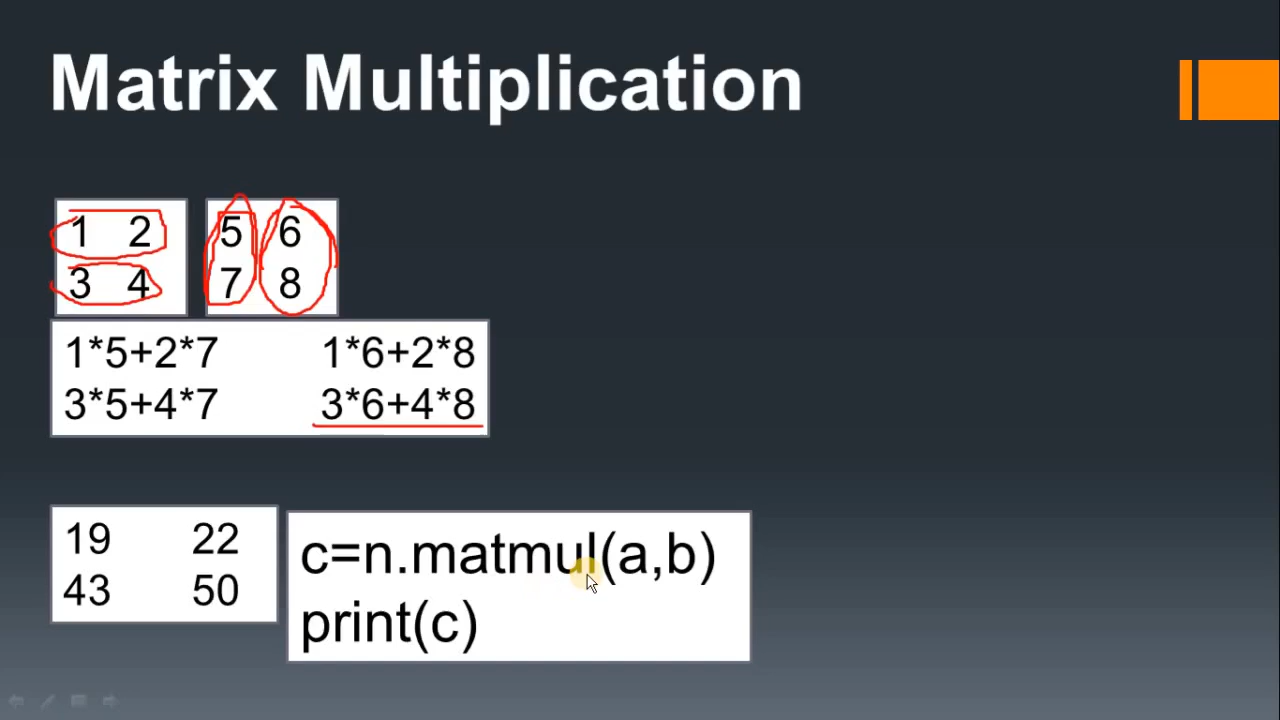 Matrix Multiplication
1 2 5 6
3 4 7 8
1*5+2*7 1*6+2*8
3*5+4*7 3*6+4*8
19 22
43 50
c=n.matmul(a,b)
print(c)